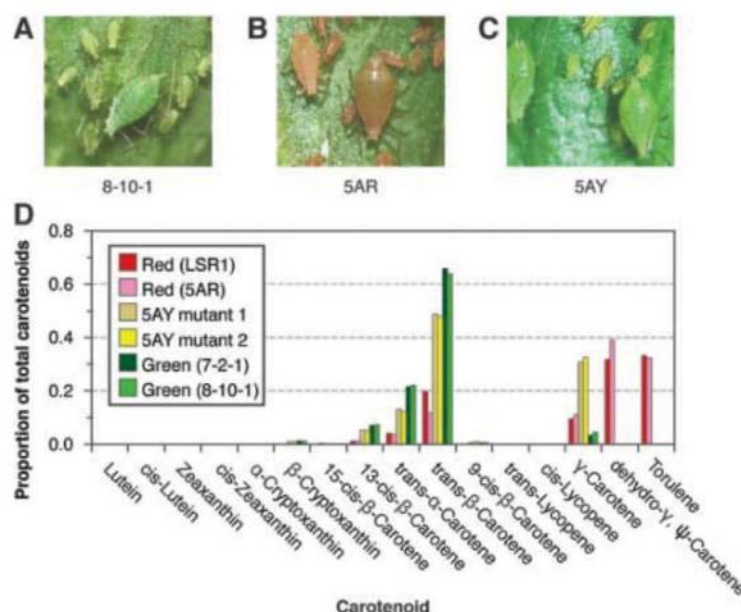 A
B
C
8-10-1
5AR
5AY
D
Proportion of total carotenoids
0.8
0.6
0.4
0.2
0.0
Red (LSR1)
Red (5AR)
5AY mutant 1
5AY mutant 2
Green (7-2-1)
Green (8-10-1)
Lutein
cis-Lutein
Zeaxanthin
cis-Zeaxanthin
α-Cryptoxanthin
β-Cryptoxanthin
15-cis-β-Carotene
13-cis-β-Carotene
trans-α-Carotene
trans-β-Carotene
9-cis-β-Carotene
trans-Lycopene
cis-Lycopene
γ-Carotene
dehydro-γ, ψ-Carotene
Torulene
Carotenoid